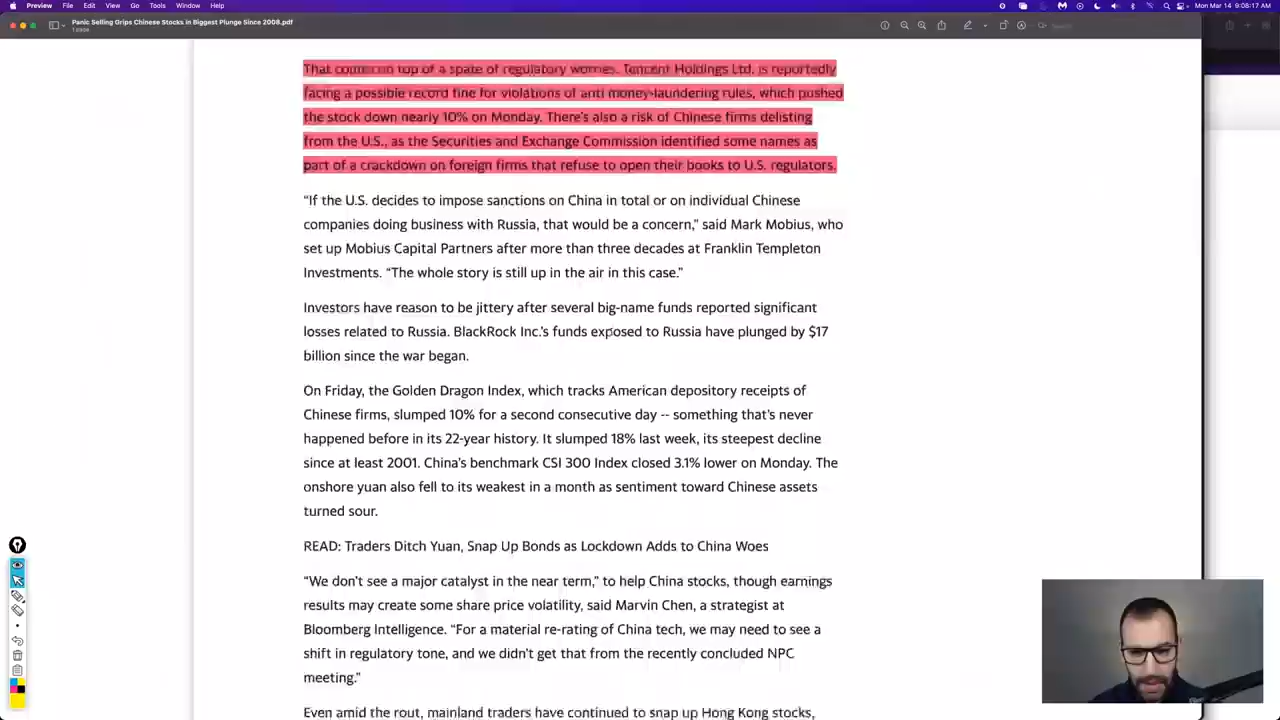 Preview File Edit View Go Tools Window Help
Mon Mar 14 9:08:17 AM
Panic Selling Grips Chinese Stocks in Biggest Plunge Since 2008.pdf
That comes on top of a spate of regulatory worries. Tencent Holdings Ltd. is reportedly
facing a possible record fine for violations of anti money-laundering rules, which pushed
the stock down nearly 10% on Monday. There's also a risk of Chinese firms delisting
from the U.S., as the Securities and Exchange Commission identified some names as
part of a crackdown on foreign firms that refuse to open their books to U.S. regulators.
“If the U.S. decides to impose sanctions on China in total or on individual Chinese
companies doing business with Russia, that would be a concern,” said Mark Mobius, who
set up Mobius Capital Partners after more than three decades at Franklin Templeton
Investments. “The whole story is still up in the air in this case.”
Investors have reason to be jittery after several big-name funds reported significant
losses related to Russia. BlackRock Inc.'s funds exposed to Russia have plunged by $17
billion since the war began.
On Friday, the Golden Dragon Index, which tracks American depository receipts of
Chinese firms, slumped 10% for a second consecutive day -- something that's never
happened before in its 22-year history. It slumped 18% last week, its steepest decline
since at least 2001. China's benchmark CSI 300 Index closed 3.1% lower on Monday. The
onshore yuan also fell to its weakest in a month as sentiment toward Chinese assets
turned sour.
READ: Traders Ditch Yuan, Snap Up Bonds as Lockdown Adds to China Woes
“We don't see a major catalyst in the near term,” to help China stocks, though earnings
results may create some share price volatility, said Marvin Chen, a strategist at
Bloomberg Intelligence. “For a material re-rating of China tech, we may need to see a
shift in regulatory tone, and we didn't get that from the recently concluded NPC
meeting.”
Even amid the rout, mainland traders have continued to snap up Hong Kong stocks,